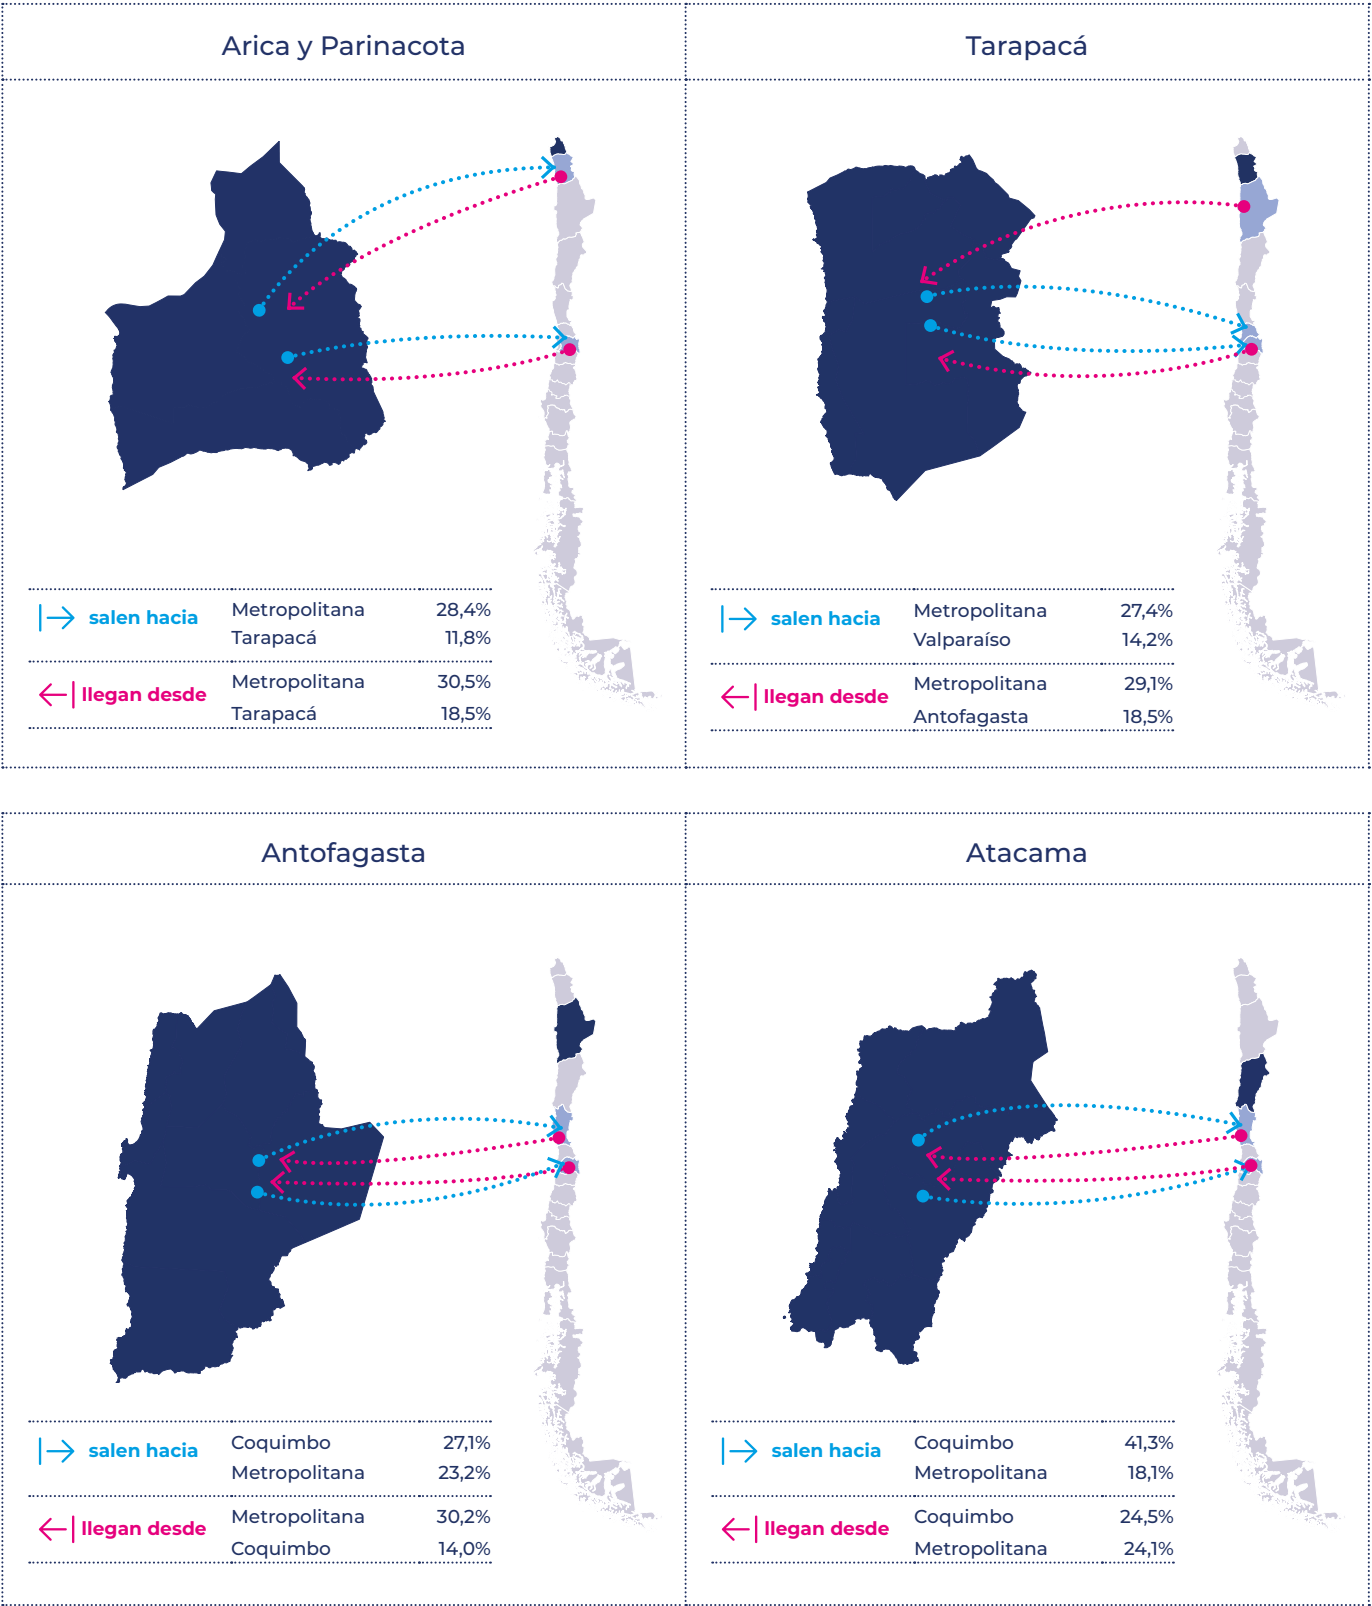 Arica y Parinacota
salen hacia
Metropolitana 28,4%
Tarapacá 11,8%
llegan desde
Metropolitana 30,5%
Tarapacá 18,5%
Tarapacá
salen hacia
Metropolitana 27,4%
Valparaíso 14,2%
llegan desde
Metropolitana 29,1%
Antofagasta 18,5%
Antofagasta
salen hacia
Coquimbo 27,1%
Metropolitana 23,2%
llegan desde
Metropolitana 30,2%
Coquimbo 14,0%
Atacama
salen hacia
Coquimbo 41,3%
Metropolitana 18,1%
llegan desde
Coquimbo 24,5%
Metropolitana 24,1%